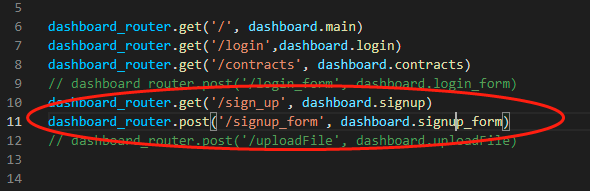 5
6 dashboard_router.get('/', dashboard.main)
7 dashboard_router.get('/login',dashboard.login)
8 dashboard_router.get('/contracts', dashboard.contracts)
9 // dashboard_router.post('/login_form', dashboard.login_form)
10 dashboard_router.get('/sign_up', dashboard.signup)
11 dashboard_router.post('/signup_form', dashboard.signup_form)
12 // dashboard_router.post('/uploadFile', dashboard.uploadFile)
13